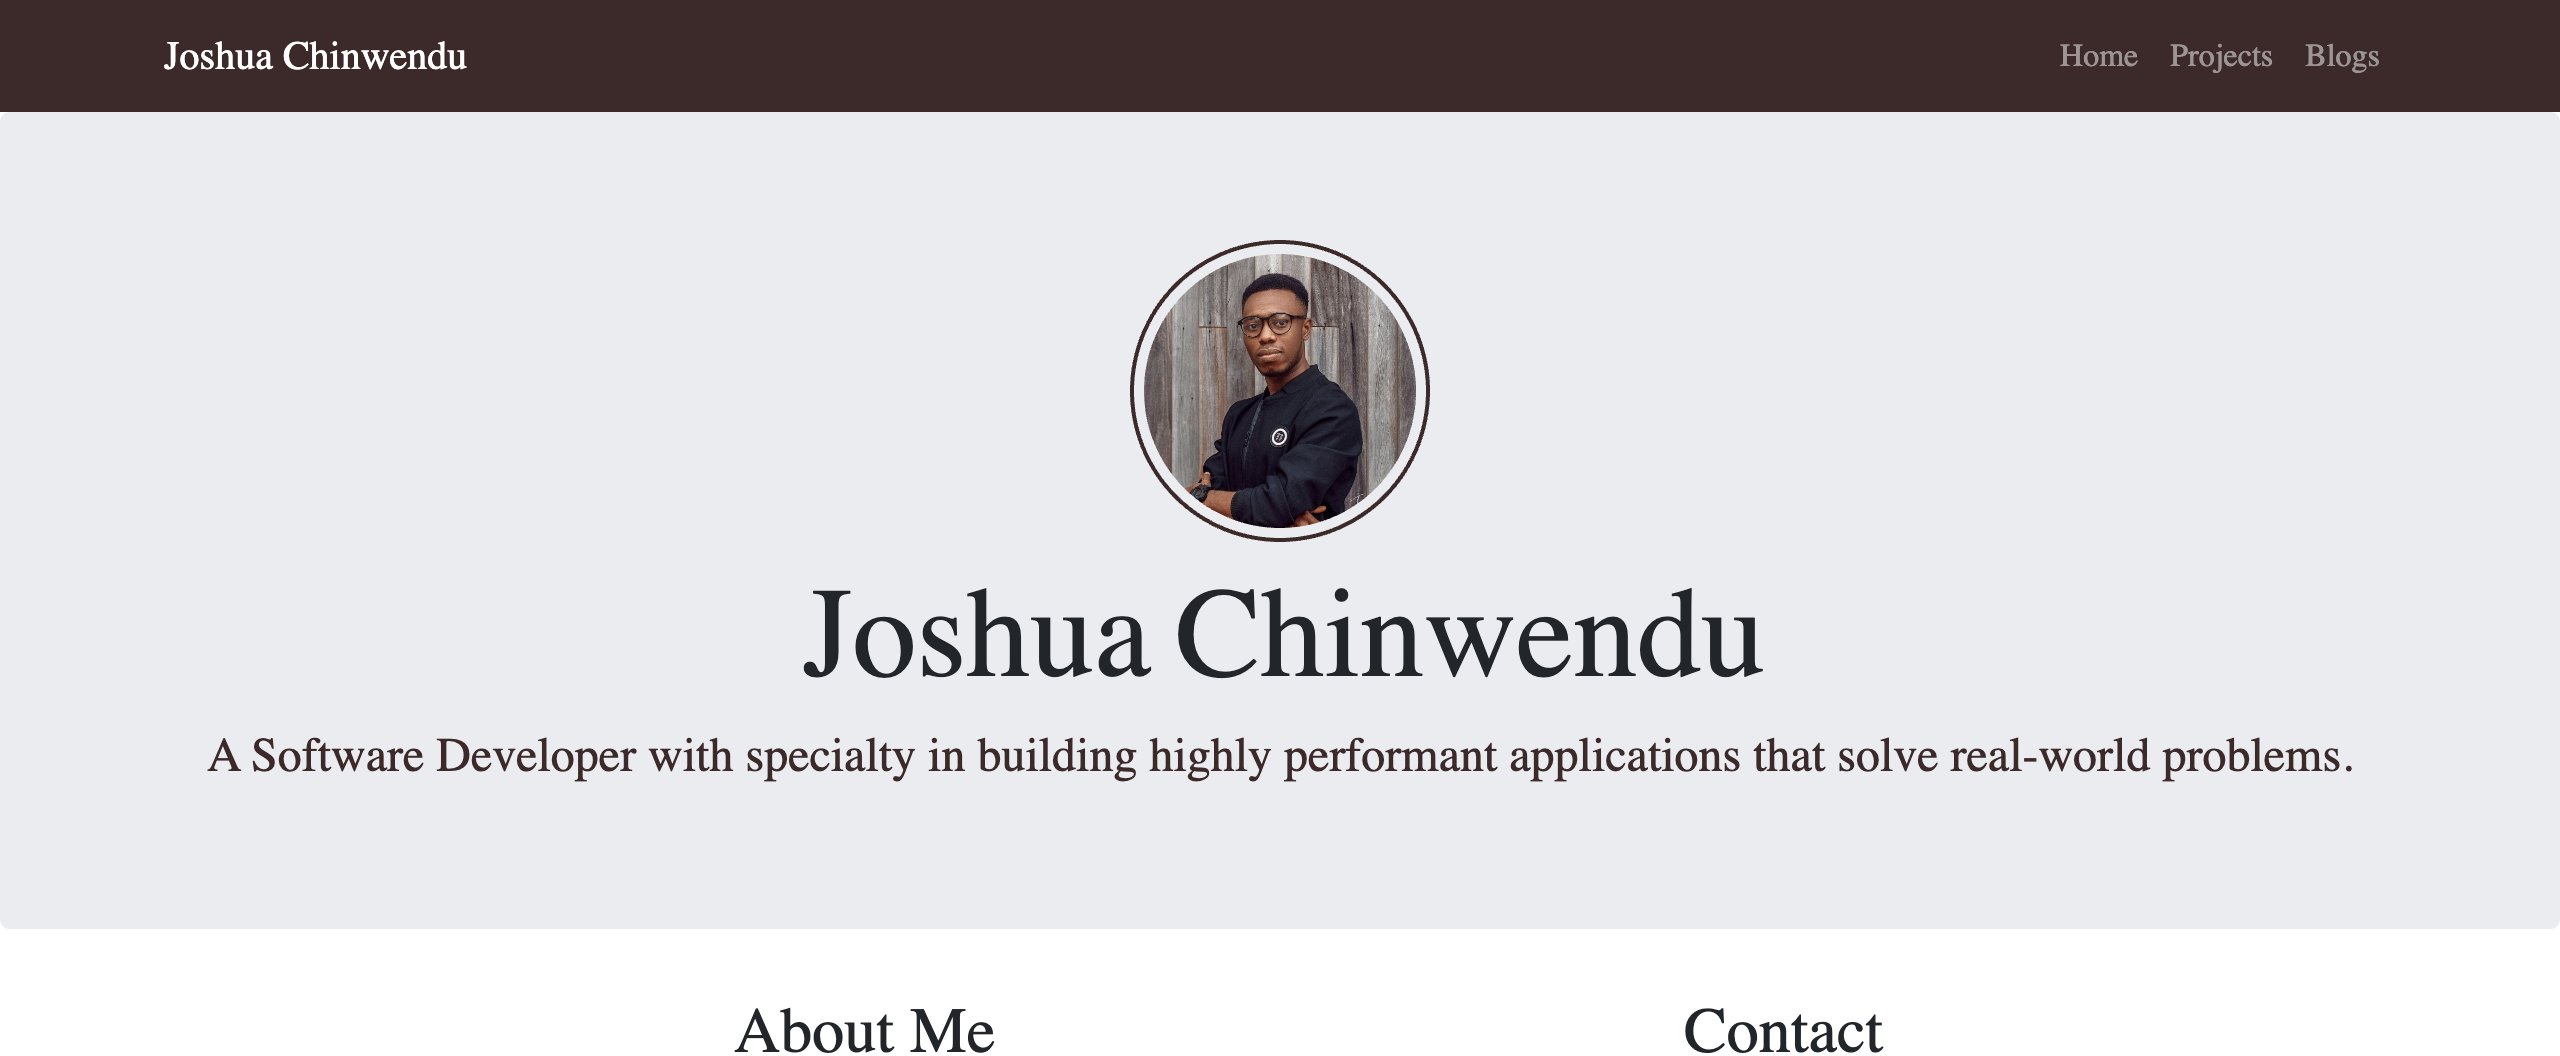 Joshua Chinwendu
Home Projects Blogs
Joshua Chinwendu
A Software Developer with specialty in building highly performant applications that solve real-world problems.
About Me
Contact